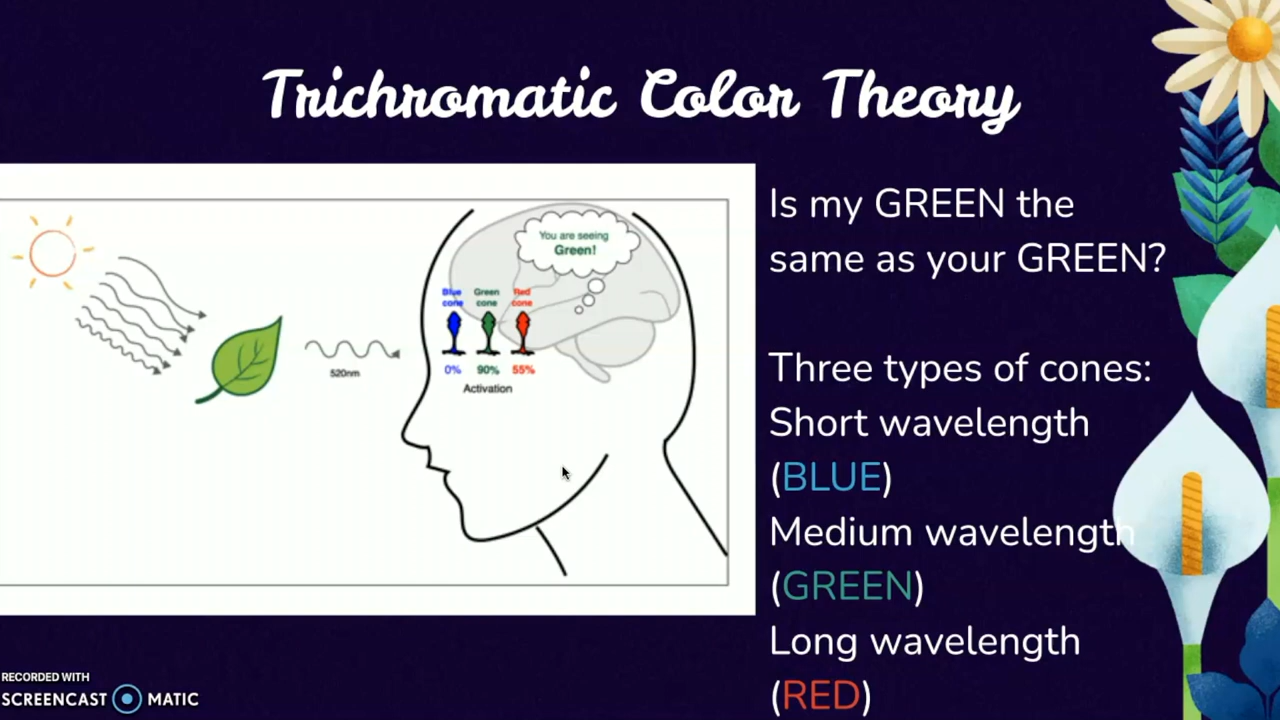 Trichromatic Color Theory
You are seeing
Green!
Blue Green Red
cone cone cone
0% 90% 55%
Activation
520nm
Is my GREEN the
same as your GREEN?
Three types of cones:
Short wavelength
(BLUE)
Medium wavelength
(GREEN)
Long wavelength
(RED)
RECORDED WITH
SCREENCAST MATIC